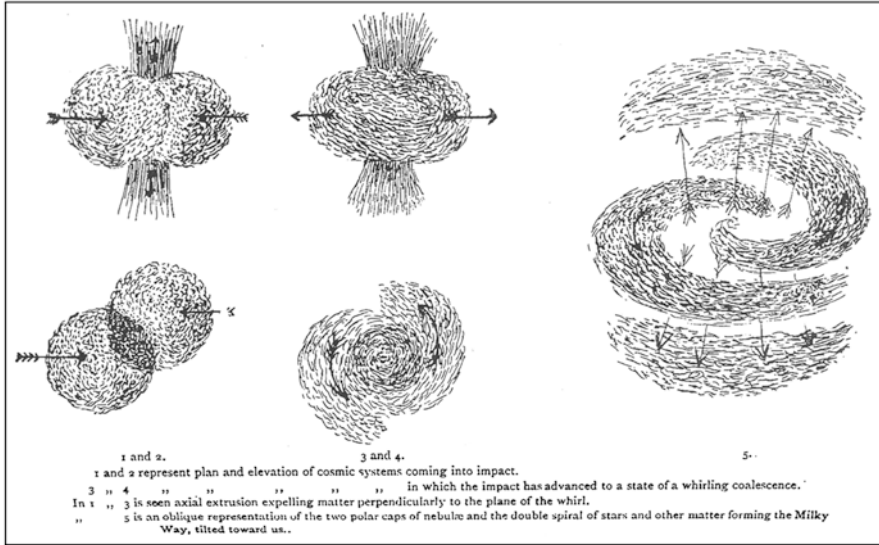 1 and 2.
3 and 4.
5.
1 and 2 represent plan and elevation of cosmic systems coming into impact.
3 ,, 4 ,, ,, ,, ,, ,, in which the impact has advanced to a state of a whirling coalescence.
In 1 ,, 3 is seen axial extrusion expelling matter perpendicularly to the plane of the whirl.
,, 5 is an oblique representation of the two polar caps of nebulæ and the double spiral of stars and other matter forming the Milky
Way, tilted toward us..